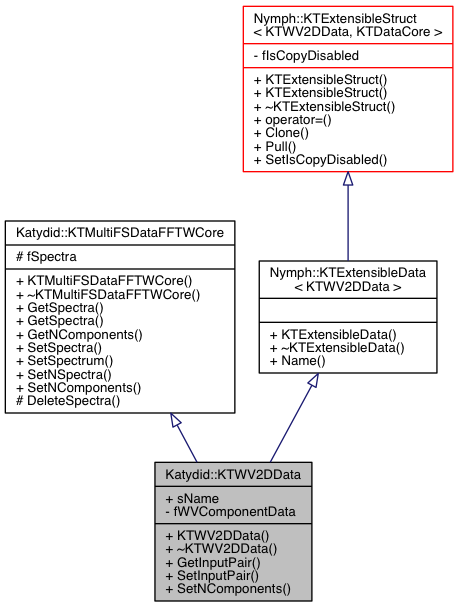 Nymph::KTExtensibleStruct
< KTWV2DData, KTDataCore >
- fIsCopyDisabled
+ KTExtensibleStruct()
+ KTExtensibleStruct()
+ ~KTExtensibleStruct()
+ operator=()
+ Clone()
+ Pull()
+ SetIsCopyDisabled()
Katydid::KTMultiFSDataFFTWCore
# fSpectra
+ KTMultiFSDataFFTWCore()
+ ~KTMultiFSDataFFTWCore()
+ GetSpectra()
+ GetSpectra()
+ GetNComponents()
+ SetSpectra()
+ SetSpectrum()
+ SetNSpectra()
+ SetNComponents()
# DeleteSpectra()
Nymph::KTExtensibleData
< KTWV2DData >
+ KTExtensibleData()
+ ~KTExtensibleData()
+ Name()
Katydid::KTWV2DData
+ sName
- fWVComponentData
+ KTWV2DData()
+ ~KTWV2DData()
+ GetInputPair()
+ SetInputPair()
+ SetNComponents()